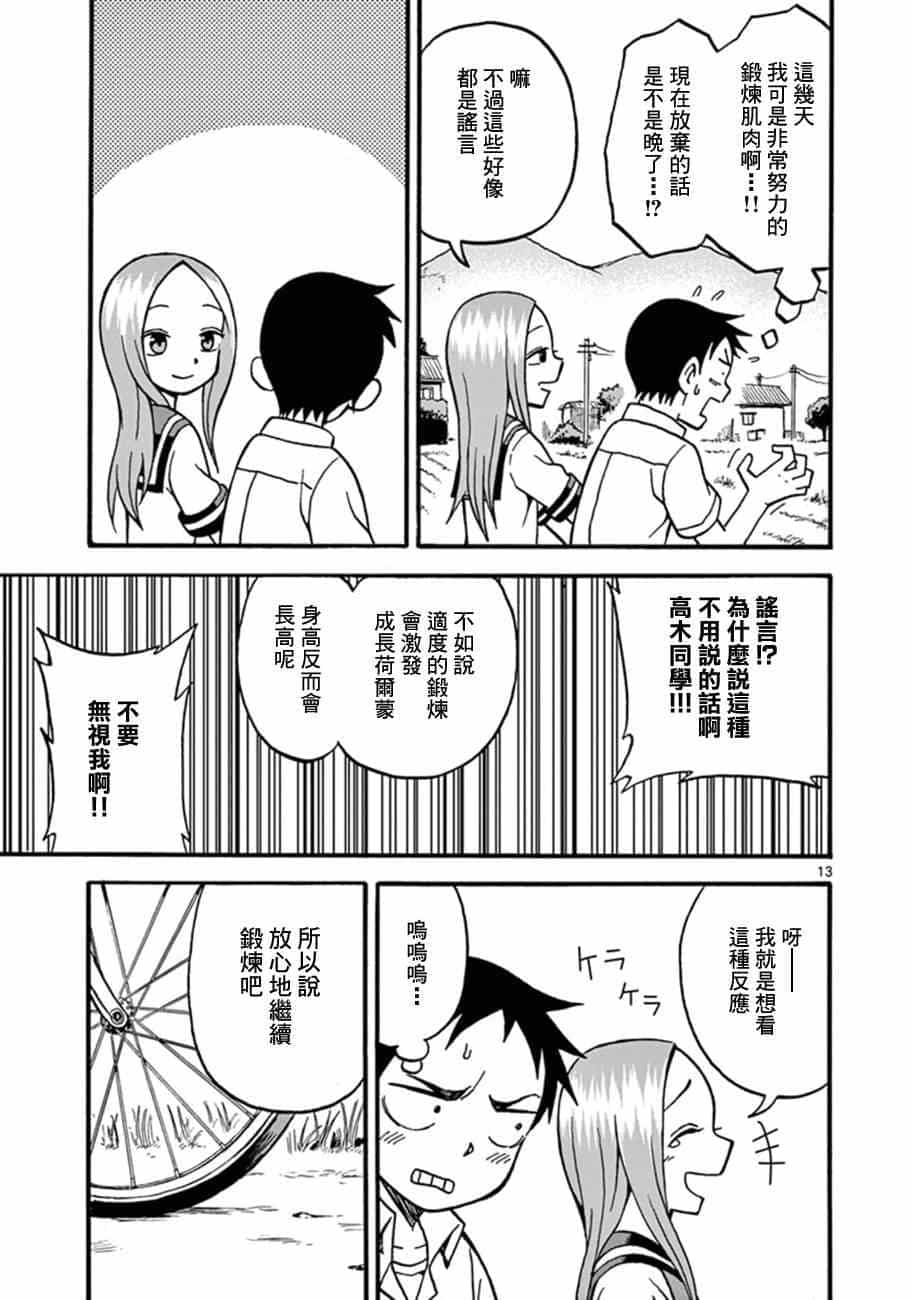 這幾天
我可是非常努力的
鍛煉肌肉啊…!!
現在放棄的話
是不是晚了…!?
嘛
不過這些好像
都是謠言
謠言!?
為什麼説這種
不用説的話啊
高木同學!!!
不如說
適度的鍛煉
會激發
成長荷爾蒙
身高反而會
長高呢
不要
無視我啊!!
13
呀——
我就是想看
這種反應
ケラ
ケラ
嗚嗚嗚…
所以說
放心地繼續
鍛煉吧